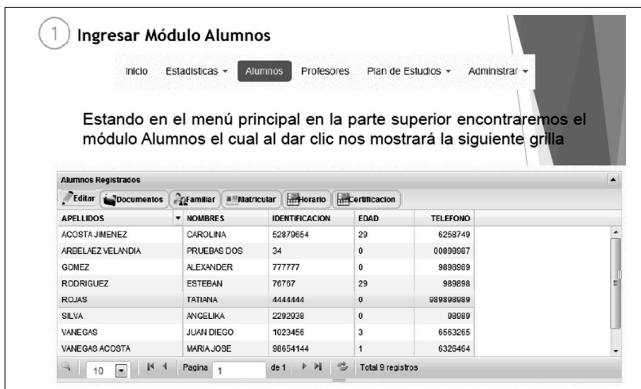 1 Ingresar Módulo Alumnos
Inicio Estadisticas Alumnos Profesores Plan de Estudios Administrar
Estando en el menú principal en la parte superior encontraremos el
módulo Alumnos el cual al dar clic nos mostrará la siguiente grilla
Alumnos Registrados
Editar Documentos Familiar Matricular Horario Certificacion
APELLIDOS NOMBRES IDENTIFICACION EDAD TELEFONO
ACOSTA JIMENEZ CAROLINA 52879654 29 6258749
ARBELAEZ VELANDIA PRUEBAS DOS 34 0 00898987
GOMEZ ALEXANDER 777777 0 9898989
RODRIGUEZ ESTEBAN 76767 29 989898
ROJAS TATIANA 4444444 0 989898989
SILVA ANGELIKA 2292938 0 98989
VANEGAS JUAN DIEGO 1023456 3 6563265
VANEGAS ACOSTA MARIA JOSE 98654144 1 6326464
10 Pagina 1 de 1 Total 9 registros